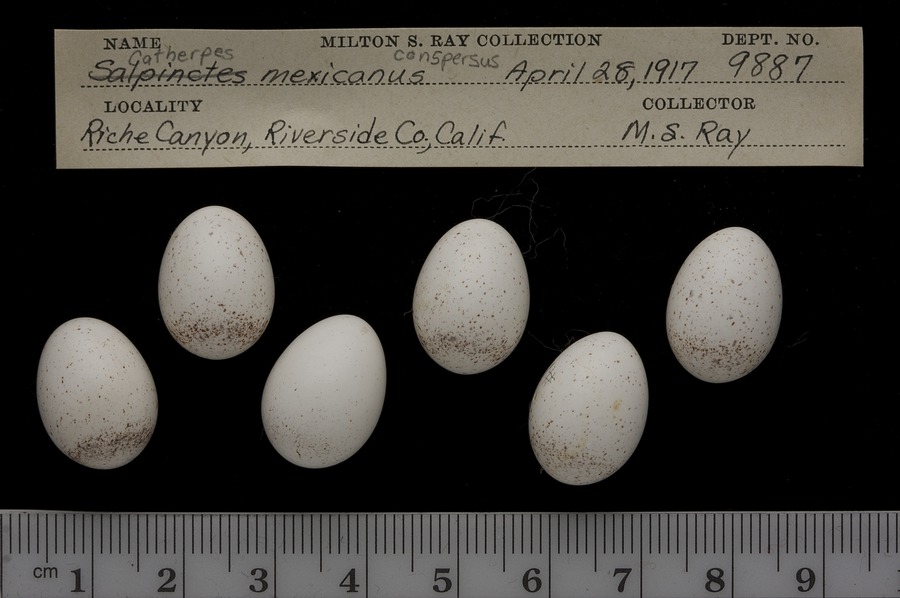 NAME MILTON S. RAY COLLECTION DEPT. NO.
Catherpes conspersus
Salpinctes mexicanus April 28, 1917 9887
LOCALITY COLLECTOR
Riche Canyon, Riverside Co., Calif. M. S. Ray
cm 1 2 3 4 5 6 7 8 9